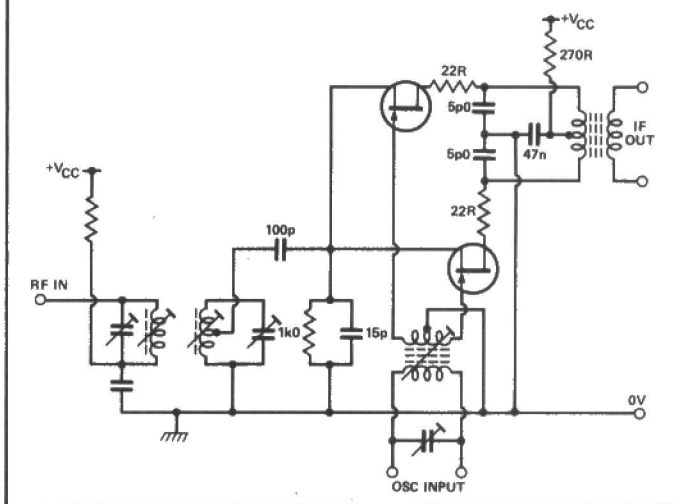 +VCC
270R
22R
5p0
IF
OUT
5p0
47n
+VCC
22R
100p
RF IN
1k0
15p
0V
OSC INPUT